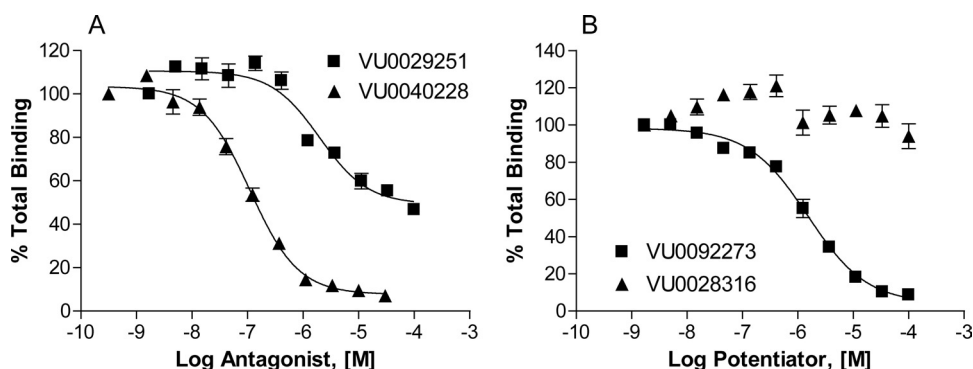 A
VU0029251
VU0040228
% Total Binding
120
100
80
60
40
20
0
-10 -9 -8 -7 -6 -5 -4 -3
Log Antagonist, [M]
B
% Total Binding
140
120
100
80
60
40
20
0
VU0092273
VU0028316
-10 -9 -8 -7 -6 -5 -4 -3
Log Potentiator, [M]